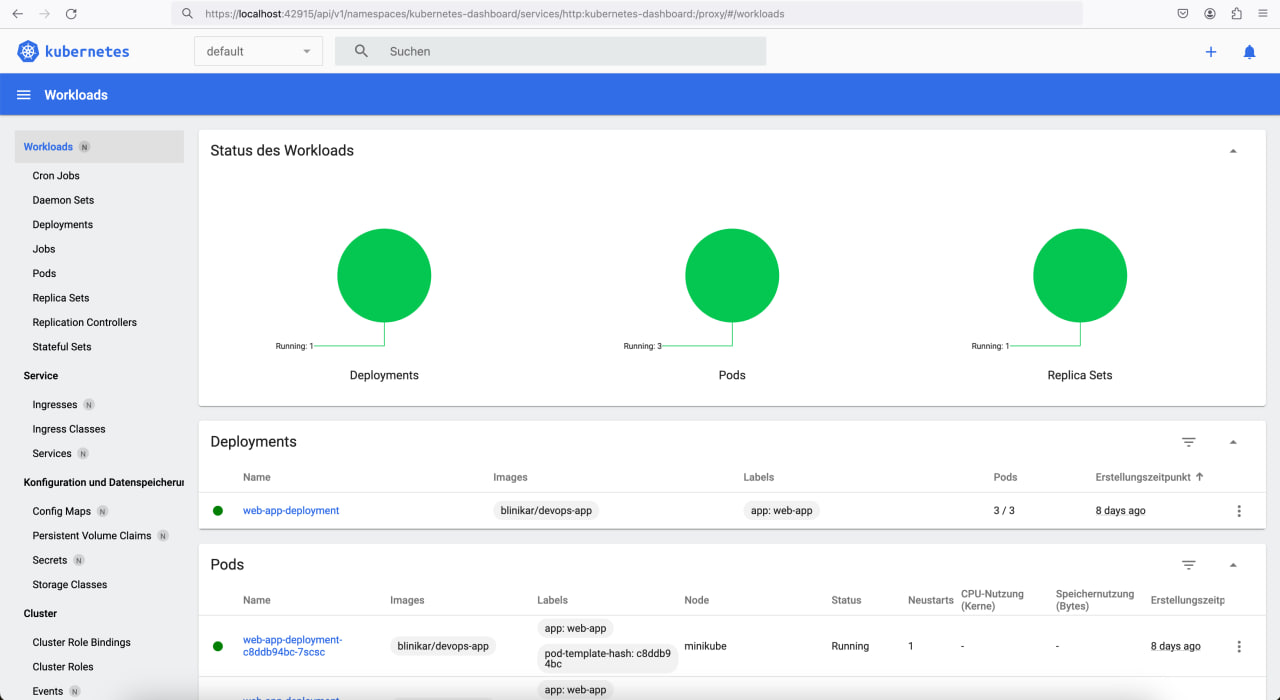 https://localhost:42915/api/v1/namespaces/kubernetes-dashboard/services/http:kubernetes-dashboard:/proxy/#/workloads
kubernetes
default
Suchen
Workloads
Workloads N
Cron Jobs
Daemon Sets
Deployments
Jobs
Pods
Replica Sets
Replication Controllers
Stateful Sets
Service
Ingresses N
Ingress Classes
Services N
Konfiguration und Datenspeicherun
Config Maps N
Persistent Volume Claims N
Secrets N
Storage Classes
Cluster
Cluster Role Bindings
Cluster Roles
Events N
Status des Workloads
Running: 1
Deployments
Running: 3
Pods
Running: 1
Replica Sets
Deployments
Name Images Labels Pods Erstellungszeitpunkt
web-app-deployment blinikar/devops-app app: web-app 3 / 3 8 days ago
Pods
Name Images Labels Node Status Neustarts CPU-Nutzung (Kerne) Speichernutzung (Bytes) Erstellungszeitp
web-app-deployment-
c8ddb94bc-7scsc
blinikar/devops-app
app: web-app
pod-template-hash: c8ddb9
4bc
minikube
Running
1
-
-
8 days ago
web-app-deployment
app: web-app